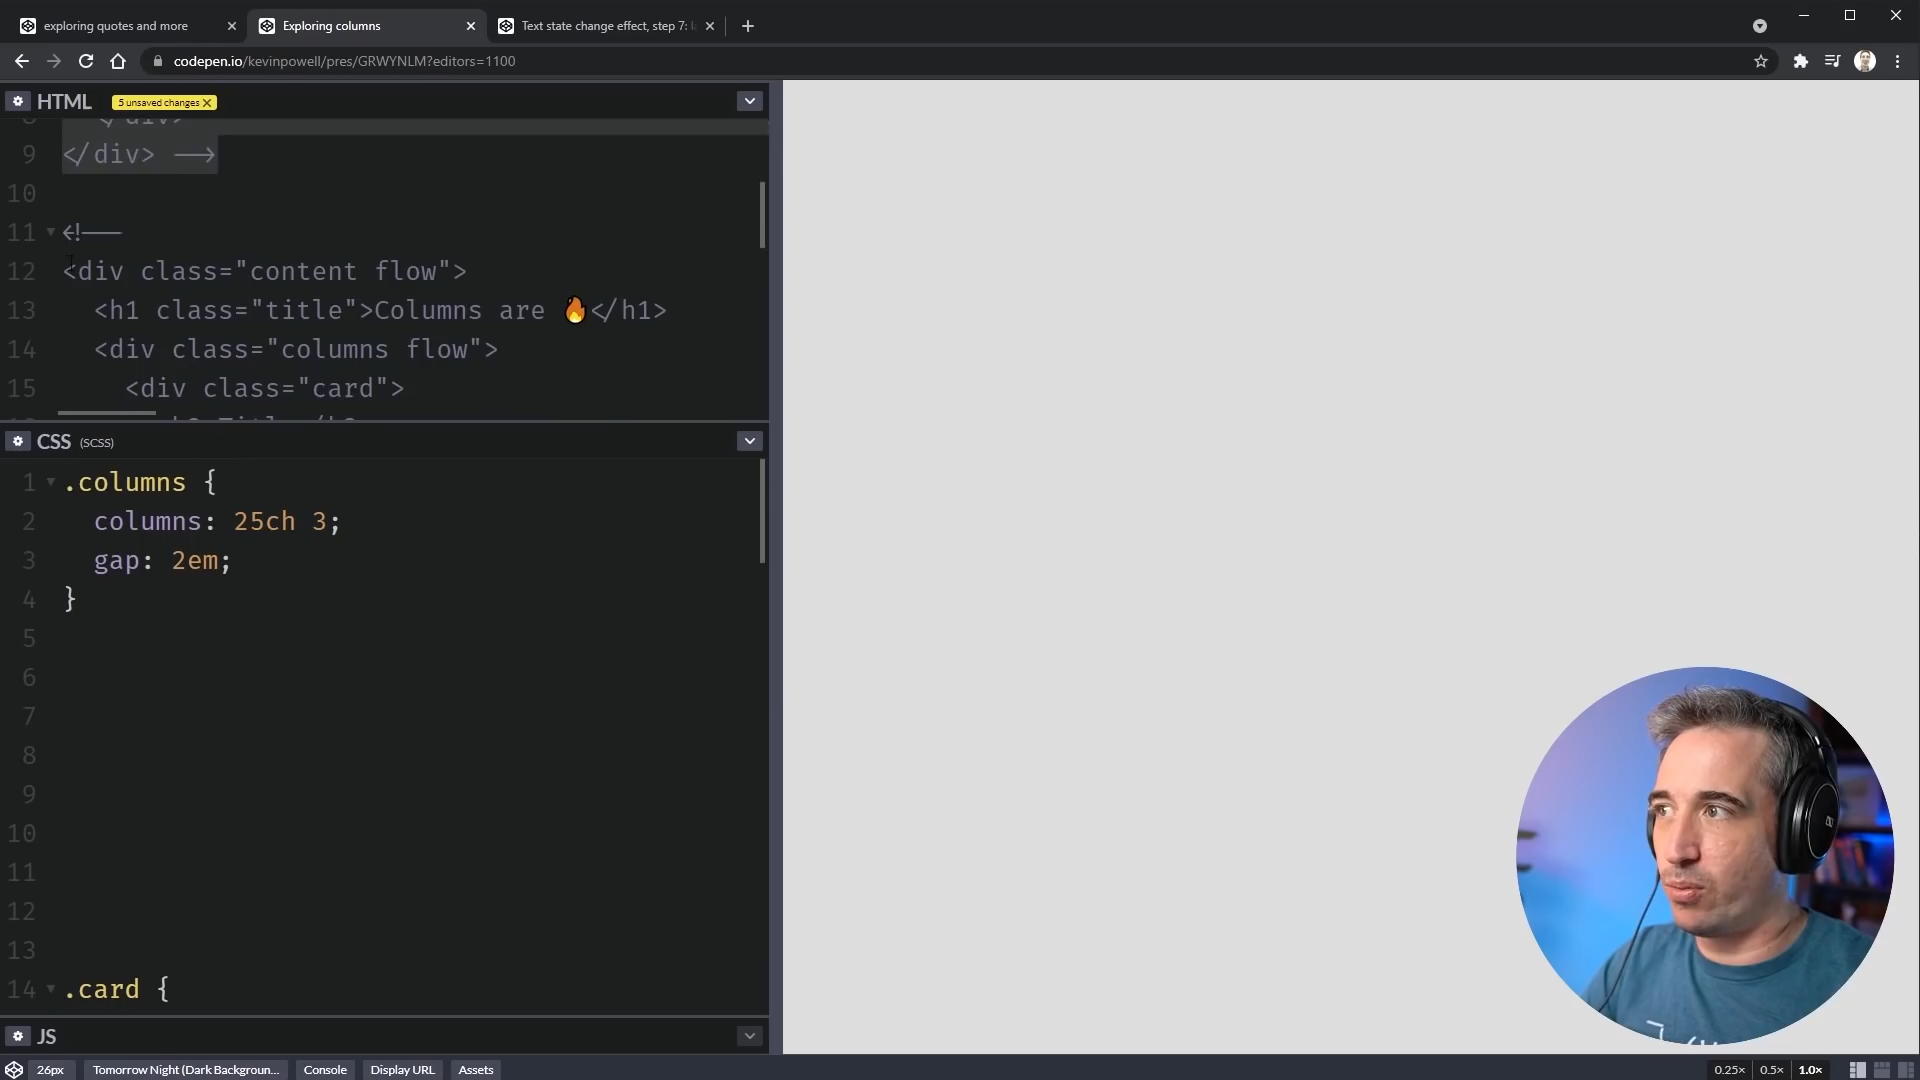 exploring quotes and more
Exploring columns
Text state change effect, step 7:
codepen.io/kevinpowell/pres/GRWYNLM?editors=1100
HTML
5 unsaved changes
8 </div>
9 </div> -->
10
11 <!--
12 <div class="content flow">
13 <h1 class="title">Columns are 🔥</h1>
14 <div class="columns flow">
15 <div class="card">
CSS (SCSS)
1 .columns {
2 columns: 25ch 3;
3 gap: 2em;
4 }
5
6
7
8
9
10
11
12
13
14 .card {
JS
26px Tomorrow Night (Dark Backgroun... Console Display URL Assets 0.25× 0.5× 1.0×